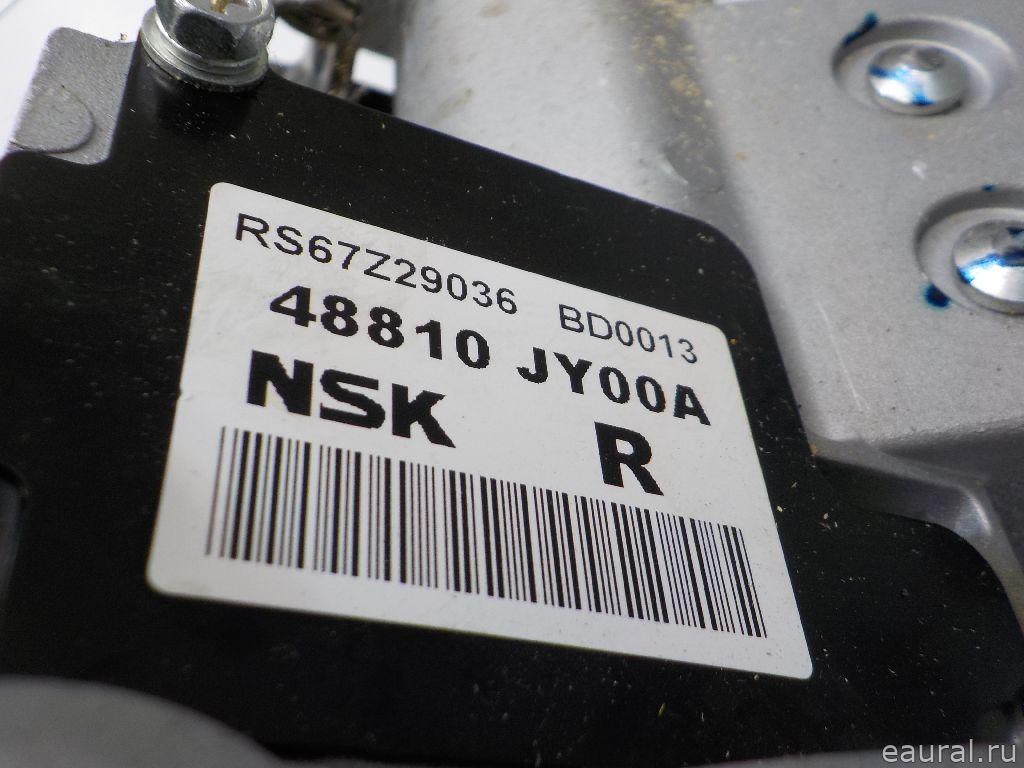 RS67Z29036 BD0013
48810 JY00A
NSK R
eaural.ru